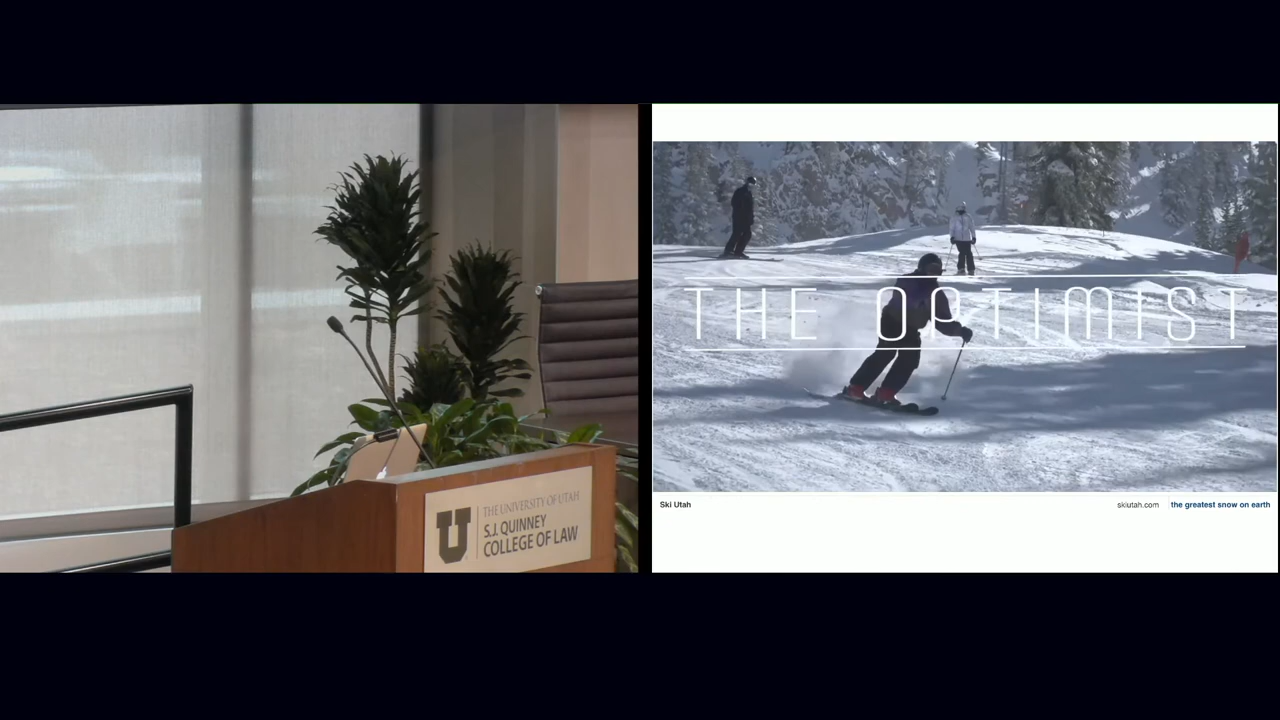 THE UNIVERSITY OF UTAH
S.J. QUINNEY
COLLEGE OF LAW
U
THE OPTIMIST
Ski Utah
skiutah.com
the greatest snow on earth